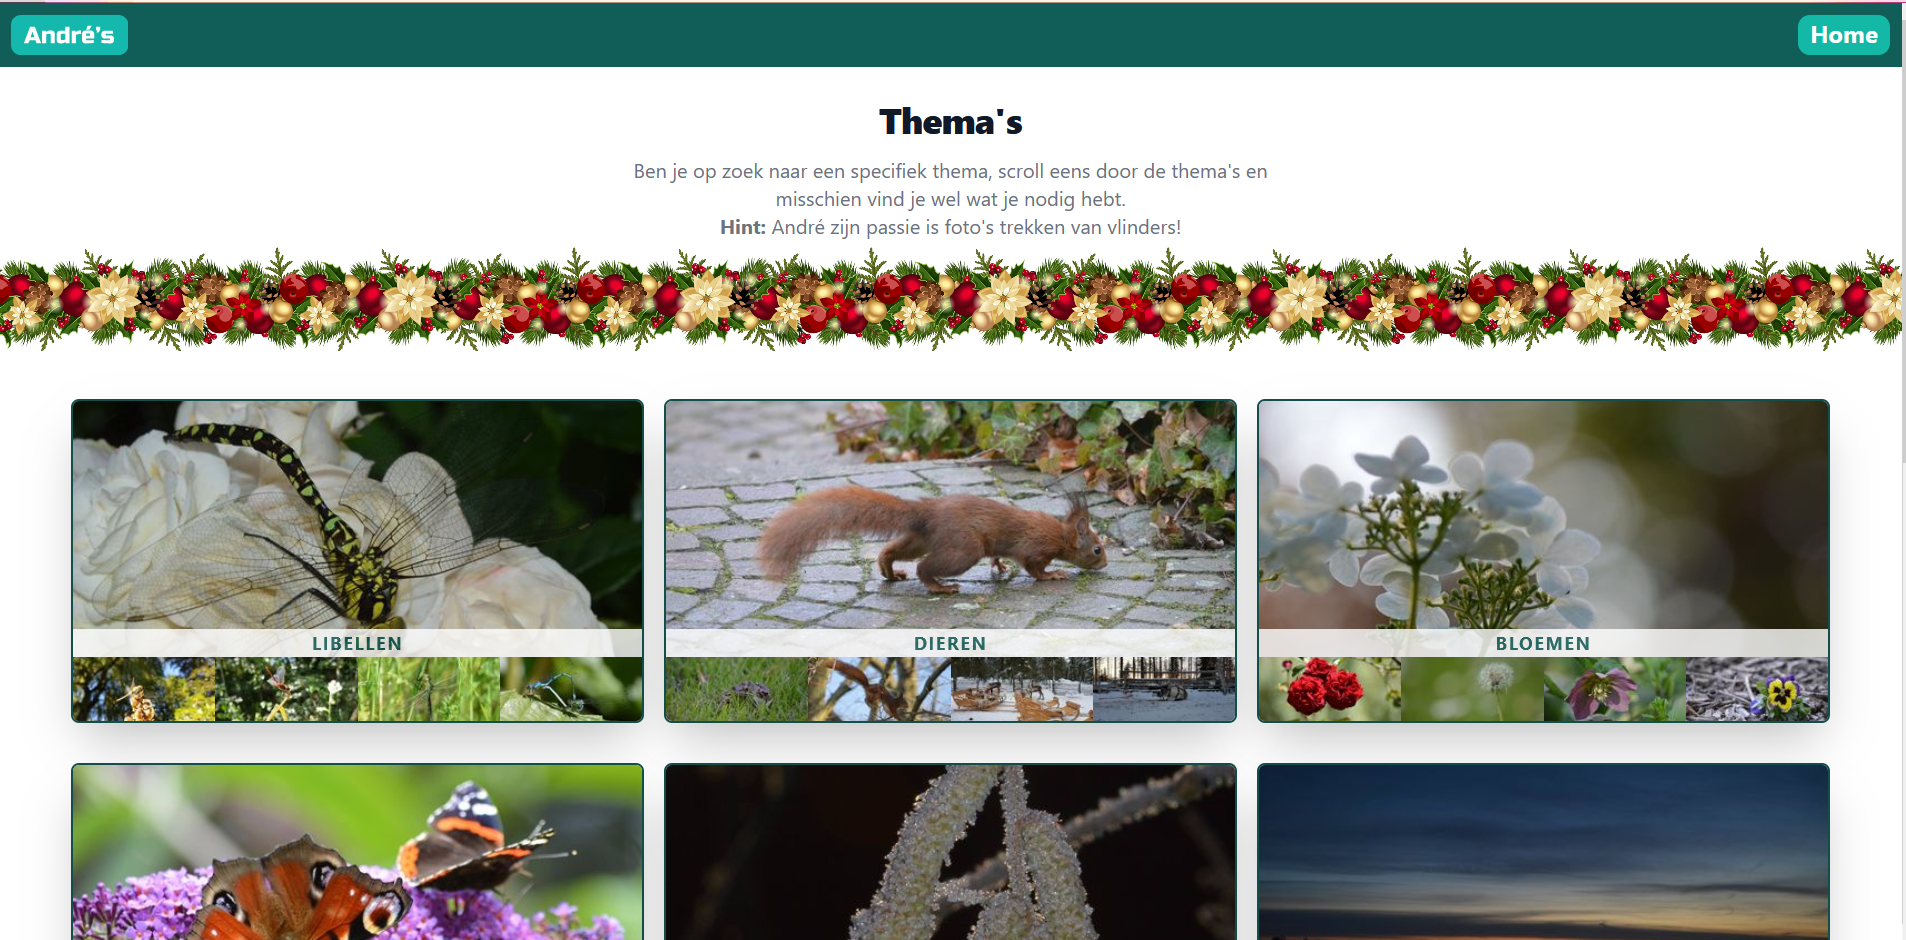 André's
Home
Thema's
Ben je op zoek naar een specifiek thema, scroll eens door de thema's en
misschien vind je wel wat je nodig hebt.
Hint: André zijn passie is foto's trekken van vlinders!
LIBELLEN
DIEREN
BLOEMEN